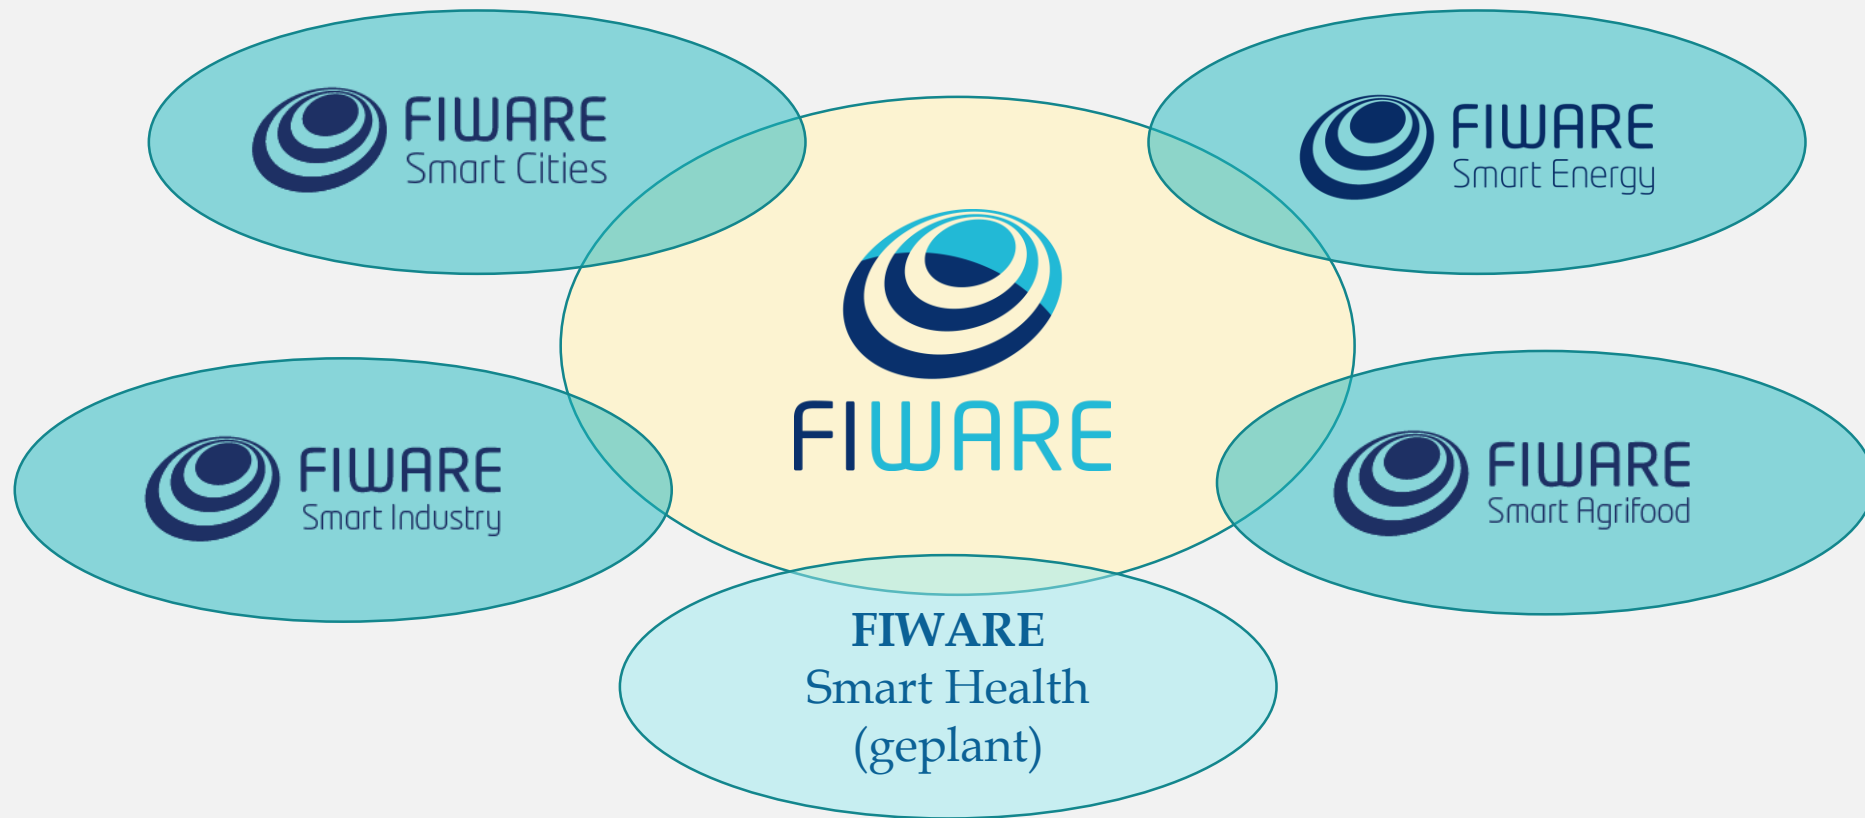 FIWARE
Smart Cities
FIWARE
Smart Energy
FIWARE
FIWARE
Smart Industry
FIWARE
Smart Agrifood
FIWARE
Smart Health
(geplant)